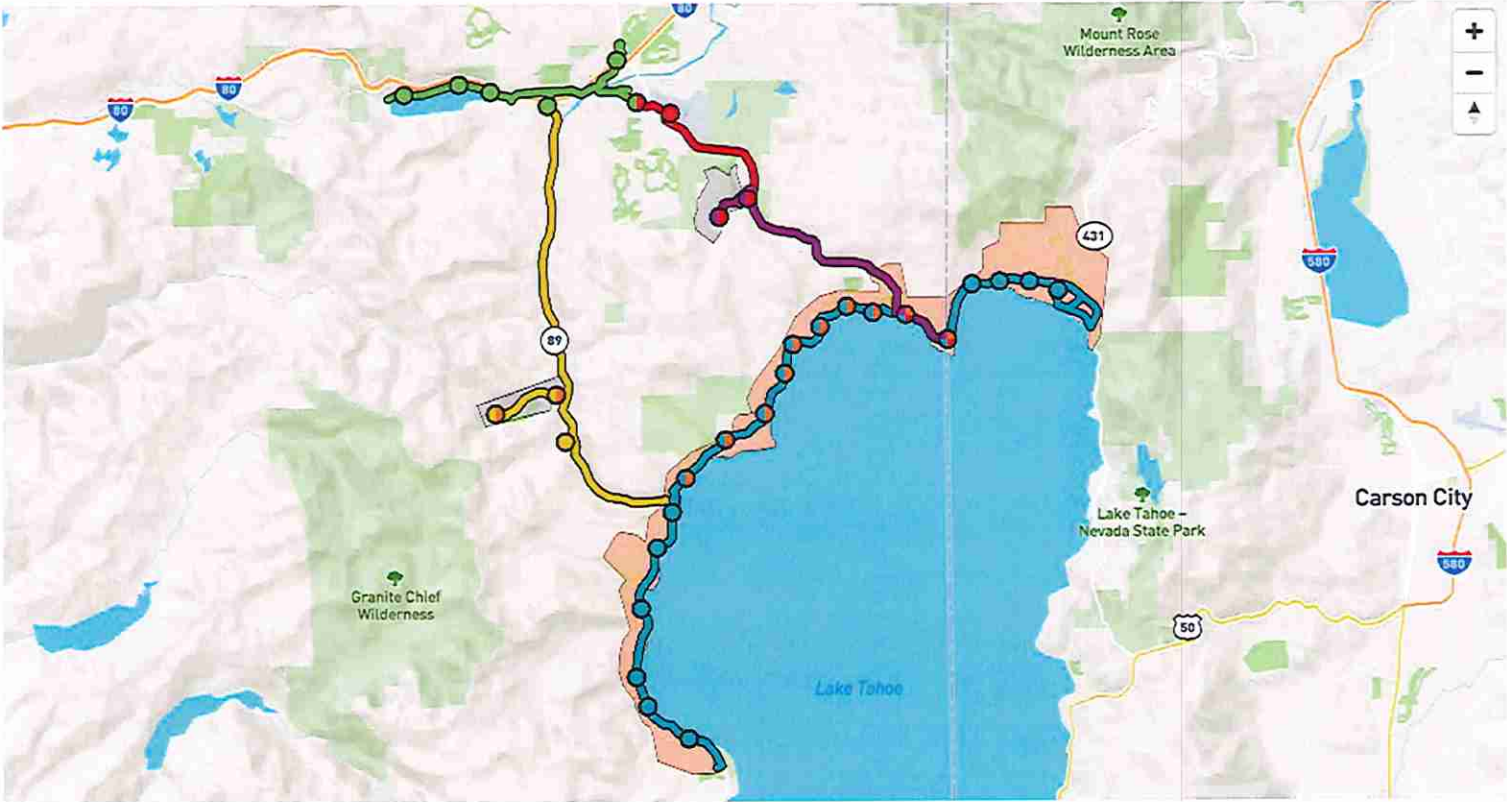 80
Mount Rose
Wilderness Area
+
−
80
80
431
580
89
Carson City
Lake Tahoe –
Nevada State Park
580
Granite Chief
Wilderness
50
Lake Tahoe